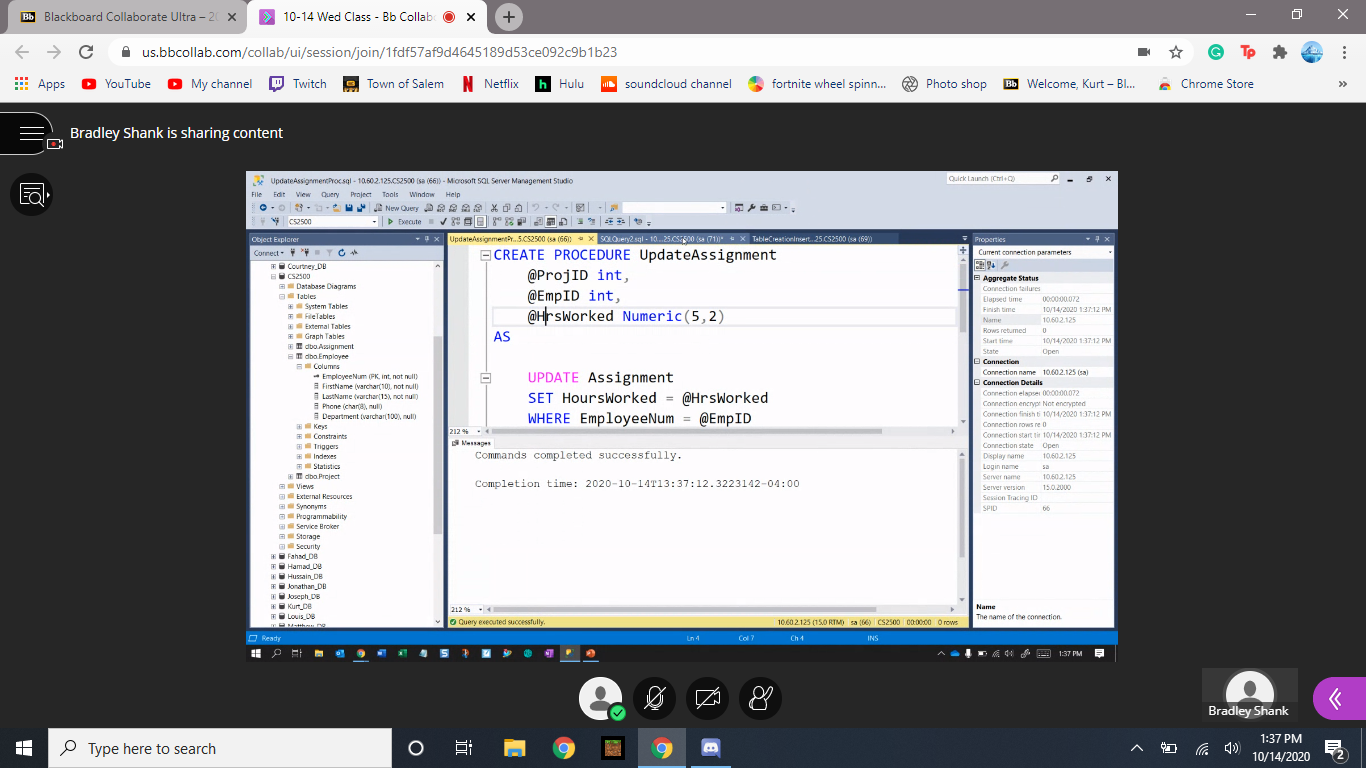 Blackboard Collaborate Ultra – 20
10-14 Wed Class - Bb Collab
us.bbcollab.com/collab/ui/session/join/1fdf57af9d4645189d53ce092c9b1b23
Apps YouTube My channel Twitch Town of Salem Netflix Hulu soundcloud channel fortnite wheel spinn... Photo shop Welcome, Kurt – Bl... Chrome Store
Bradley Shank is sharing content
UpdateAssignmentProc.sql - 10.60.2.125.CS2500 (sa (66)) - Microsoft SQL Server Management Studio
Quick Launch (Ctrl+Q)
File Edit View Query Project Tools Window Help
New Query
CS2500 Execute
Object Explorer
Connect
Courtney_DB
CS2500
Database Diagrams
Tables
System Tables
FileTables
External Tables
Graph Tables
dbo.Assignment
dbo.Employee
Columns
EmployeeNum (PK, int, not null)
FirstName (varchar(10), not null)
LastName (varchar(15), not null)
Phone (char(8), null)
Department (varchar(100), null)
Keys
Constraints
Triggers
Indexes
Statistics
dbo.Project
Views
External Resources
Synonyms
Programmability
Service Broker
Storage
Security
Fahad_DB
Hamad_DB
Hussain_DB
Jonathan_DB
Joseph_DB
Kurt_DB
Louis_DB
UpdateAssignmentPr...5.CS2500 (sa (66))
SQLQuery2.sql - 10....25.CS2500 (sa (71))*
TableCreationInsert...25.CS2500 (sa (69))
CREATE PROCEDURE UpdateAssignment
@ProjID int,
@EmpID int,
@HrsWorked Numeric(5,2)
AS
UPDATE Assignment
SET HoursWorked = @HrsWorked
WHERE EmployeeNum = @EmpID
212 %
Messages
Commands completed successfully.
Completion time: 2020-10-14T13:37:12.3223142-04:00
212 %
Query executed successfully.
10.60.2.125 (15.0 RTM) sa (66) CS2500 00:00:00 0 rows
Properties
Current connection parameters
Aggregate Status
Connection failures
Elapsed time 00:00:00.072
Finish time 10/14/2020 1:37:12 PM
Name 10.60.2.125
Rows returned 0
Start time 10/14/2020 1:37:12 PM
State Open
Connection
Connection name 10.60.2.125 (sa)
Connection Details
Connection elapse 00:00:00.072
Connection encryp Not encrypted
Connection finish t 10/14/2020 1:37:12 PM
Connection rows re 0
Connection start tir 10/14/2020 1:37:12 PM
Connection state Open
Display name 10.60.2.125
Login name sa
Server name 10.60.2.125
Server version 15.0.2000
Session Tracing ID
SPID 66
Name
The name of the connection.
Ready Ln 4 Col 7 Ch 4 INS
1:37 PM
Bradley Shank
Type here to search
1:37 PM
10/14/2020
2